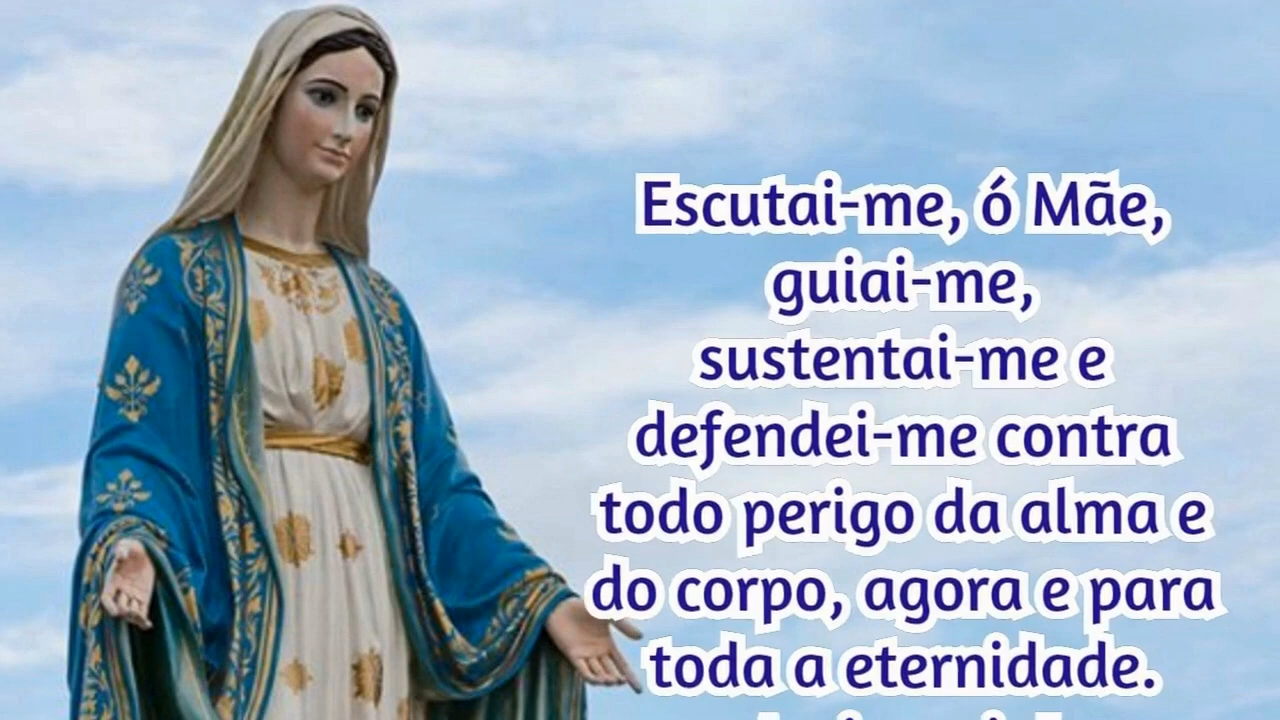 Escutai-me, ó Mãe,
guiai-me,
sustentai-me e
defendei-me contra
todo perigo da alma e
do corpo, agora e para
toda a eternidade.